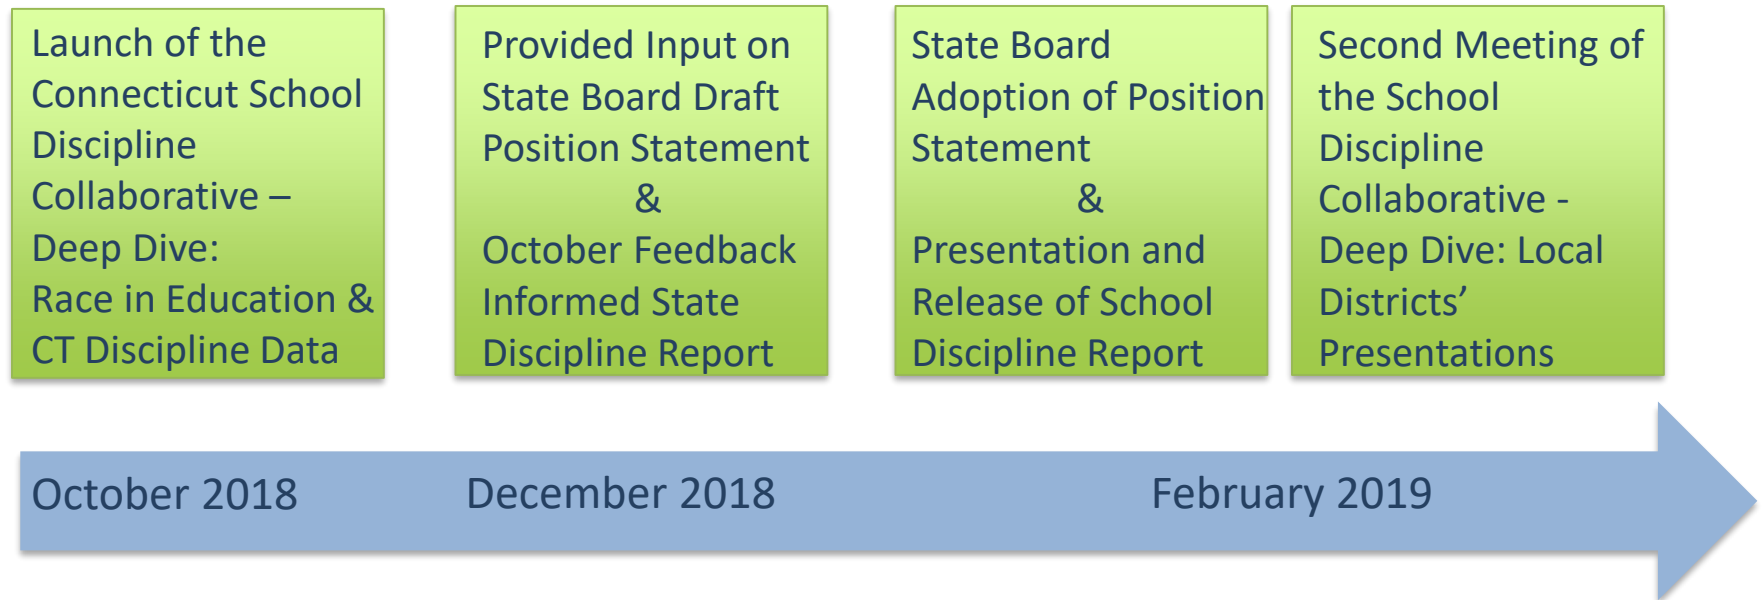 Launch of the
Connecticut School
Discipline
Collaborative –
Deep Dive:
Race in Education &
CT Discipline Data
Provided Input on
State Board Draft
Position Statement
&
October Feedback
Informed State
Discipline Report
State Board
Adoption of Position
Statement
&
Presentation and
Release of School
Discipline Report
Second Meeting of
the School
Discipline
Collaborative -
Deep Dive: Local
Districts’
Presentations
October 2018
December 2018
February 2019